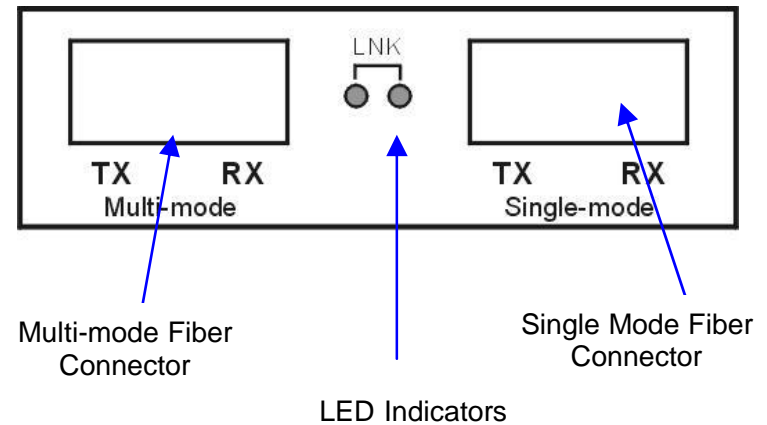 LNK
TX RX
Multi-mode
TX RX
Single-mode
Multi-mode Fiber
Connector
LED Indicators
Single Mode Fiber
Connector